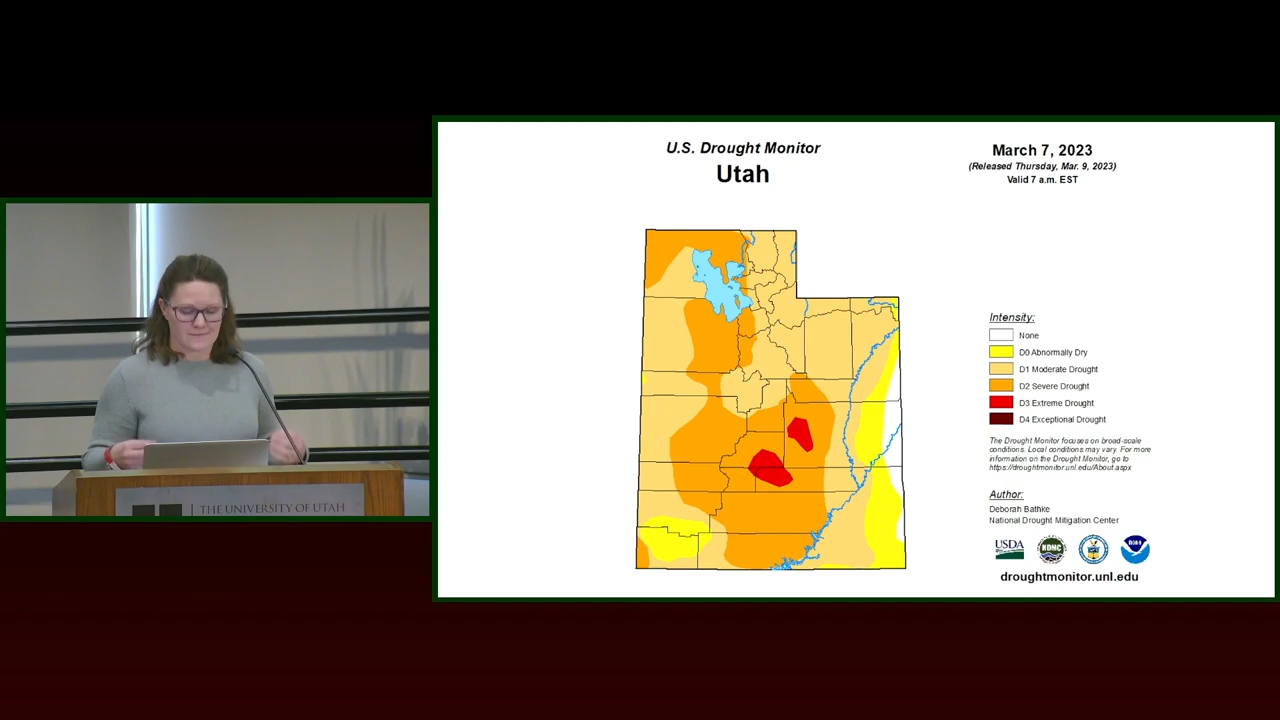 U.S. Drought Monitor
Utah
March 7, 2023
(Released Thursday, Mar. 9, 2023)
Valid 7 a.m. EST
Intensity:
None
D0 Abnormally Dry
D1 Moderate Drought
D2 Severe Drought
D3 Extreme Drought
D4 Exceptional Drought
The Drought Monitor focuses on broad-scale
conditions. Local conditions may vary. For more
information on the Drought Monitor, go to
https://droughtmonitor.unl.edu/About.aspx
Author:
Deborah Bathke
National Drought Mitigation Center
USDA
NDMC
NOAA
droughtmonitor.unl.edu
THE UNIVERSITY OF UTAH